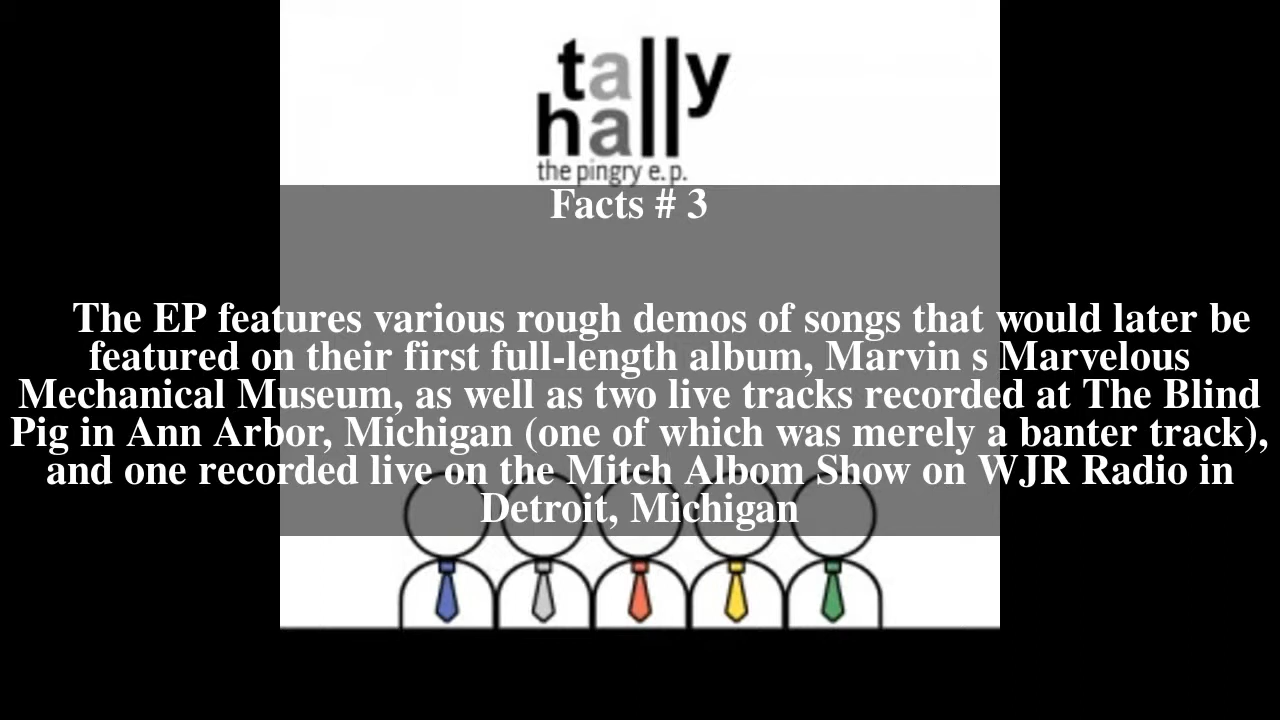 tally
hall
the pingry e.p.
Facts # 3
The EP features various rough demos of songs that would later be
featured on their first full-length album, Marvin s Marvelous
Mechanical Museum, as well as two live tracks recorded at The Blind
Pig in Ann Arbor, Michigan (one of which was merely a banter track),
and one recorded live on the Mitch Albom Show on WJR Radio in
Detroit, Michigan